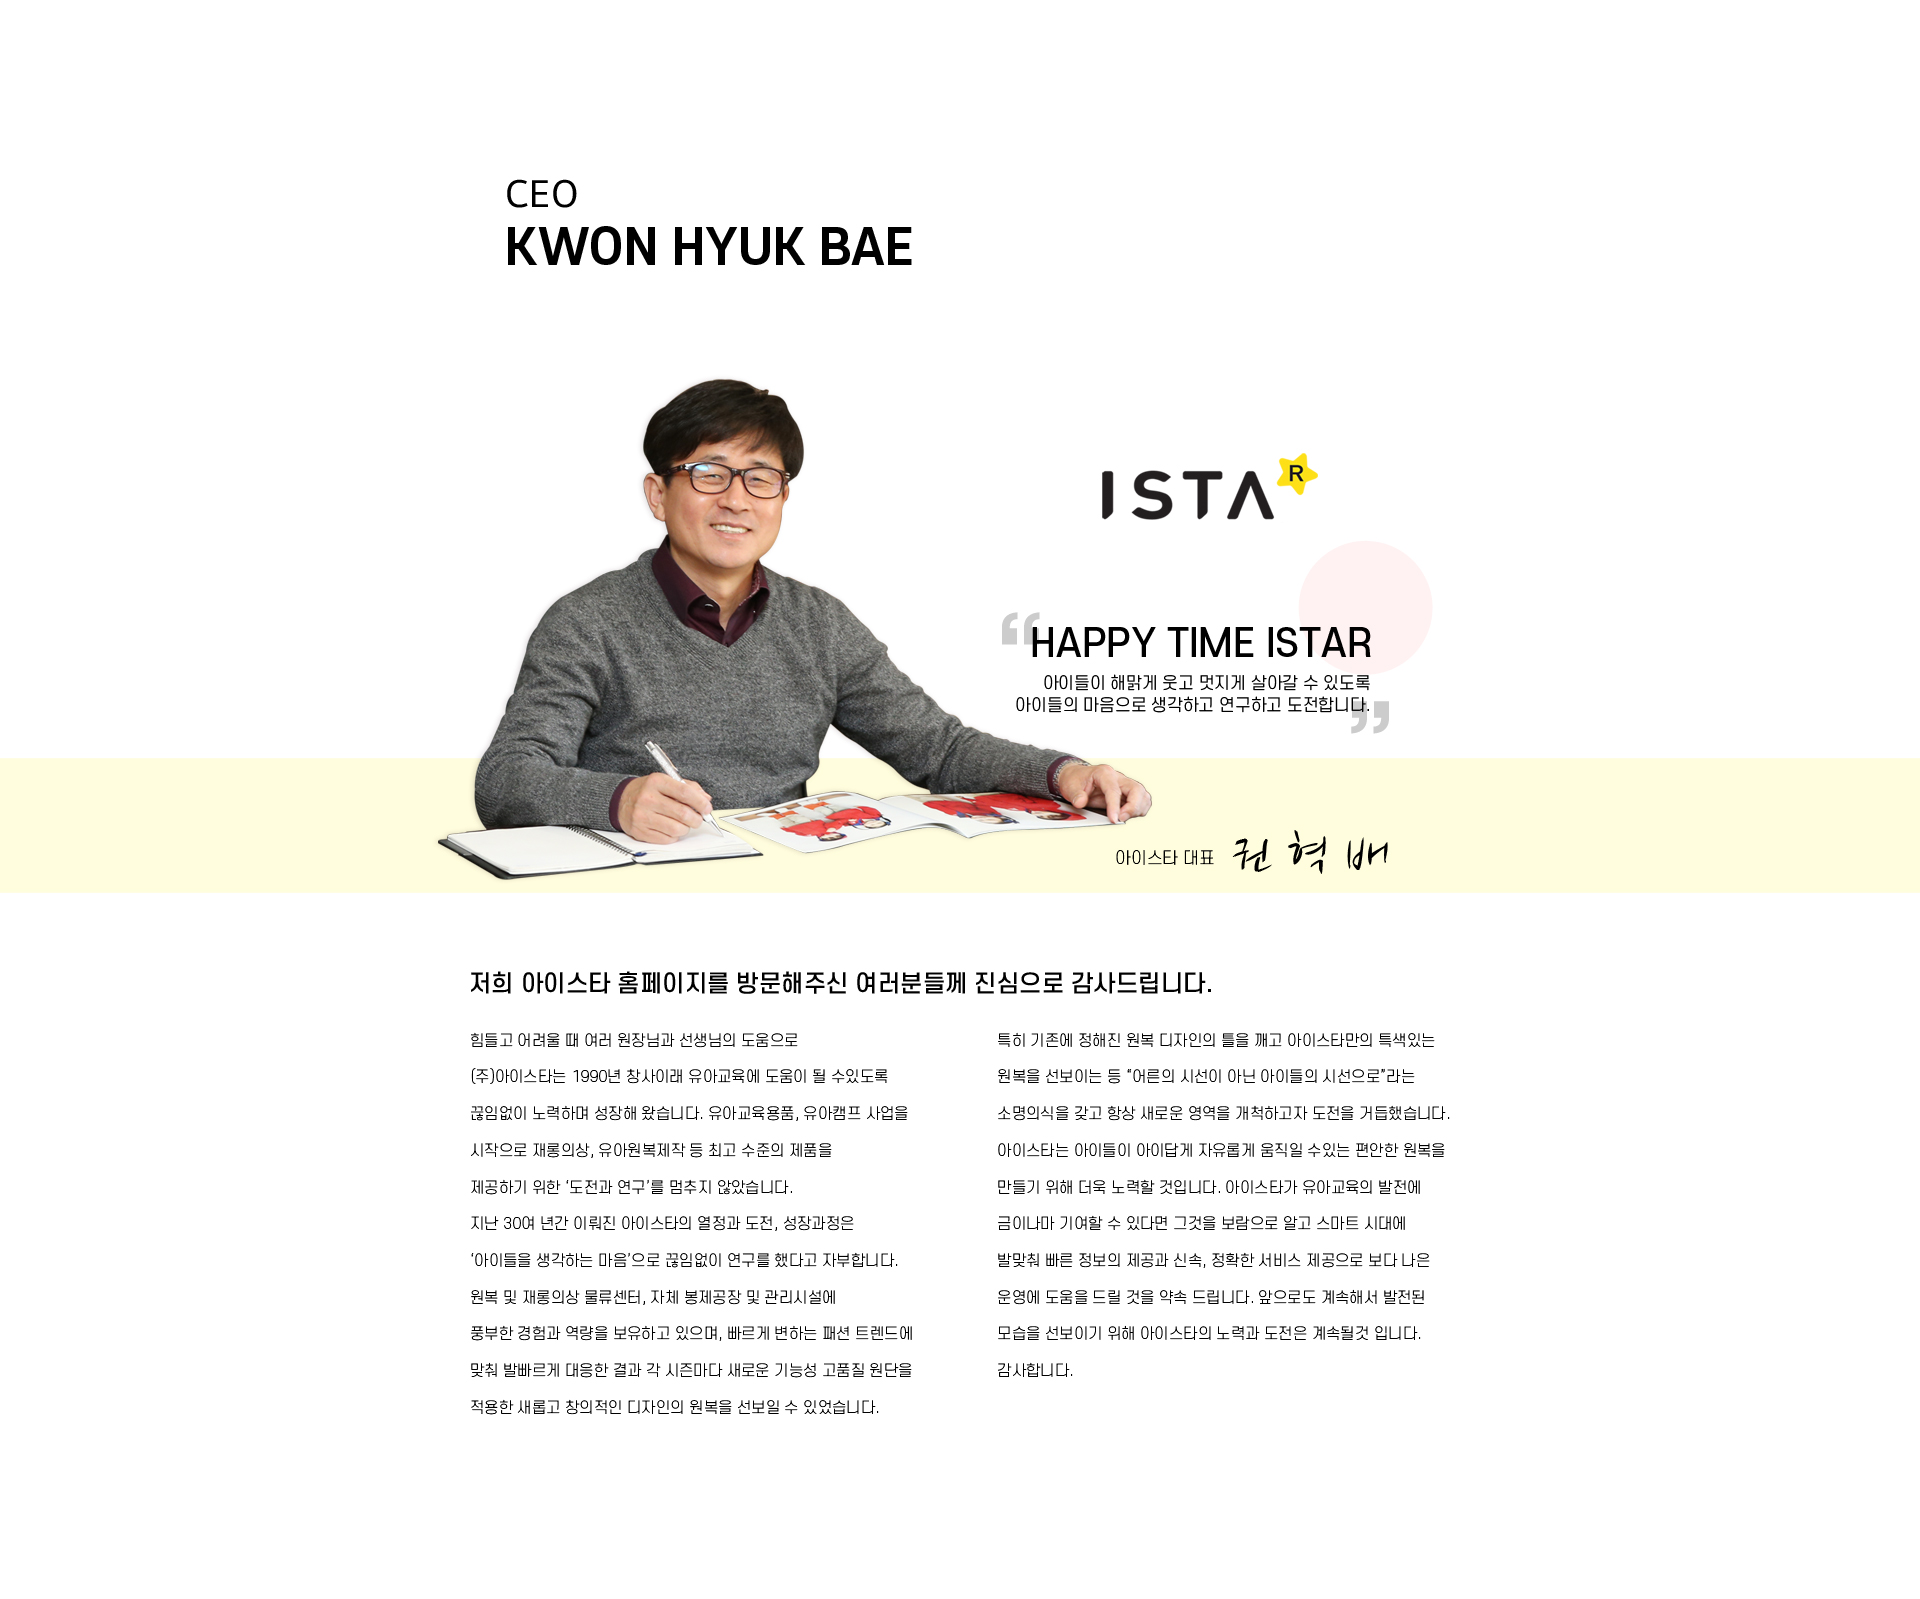 CEO
KWON HYUK BAE
ISTA R
“HAPPY TIME ISTAR
아이들이 해맑게 웃고 멋지게 살아갈 수 있도록
아이들의 마음으로 생각하고 연구하고 도전합니다.”
아이스타 대표 권 혁 배
저희 아이스타 홈페이지를 방문해주신 여러분들께 진심으로 감사드립니다.
힘들고 어려울 때 여러 원장님과 선생님의 도움으로
(주)아이스타는 1990년 창사이래 유아교육에 도움이 될 수있도록
끊임없이 노력하며 성장해 왔습니다. 유아교육용품, 유아캠프 사업을
시작으로 재롱의상, 유아원복제작 등 최고 수준의 제품을
제공하기 위한 ‘도전과 연구’를 멈추지 않았습니다.
지난 30여 년간 이뤄진 아이스타의 열정과 도전, 성장과정은
‘아이들을 생각하는 마음’으로 끊임없이 연구를 했다고 자부합니다.
원복 및 재롱의상 물류센터, 자체 봉제공장 및 관리시설에
풍부한 경험과 역량을 보유하고 있으며, 빠르게 변하는 패션 트렌드에
맞춰 발빠르게 대응한 결과 각 시즌마다 새로운 기능성 고품질 원단을
적용한 새롭고 창의적인 디자인의 원복을 선보일 수 있었습니다.
특히 기존에 정해진 원복 디자인의 틀을 깨고 아이스타만의 특색있는
원복을 선보이는 등 “어른의 시선이 아닌 아이들의 시선으로”라는
소명의식을 갖고 항상 새로운 영역을 개척하고자 도전을 거듭했습니다.
아이스타는 아이들이 아이답게 자유롭게 움직일 수있는 편안한 원복을
만들기 위해 더욱 노력할 것입니다. 아이스타가 유아교육의 발전에
금이나마 기여할 수 있다면 그것을 보람으로 알고 스마트 시대에
발맞춰 빠른 정보의 제공과 신속, 정확한 서비스 제공으로 보다 나은
운영에 도움을 드릴 것을 약속 드립니다. 앞으로도 계속해서 발전된
모습을 선보이기 위해 아이스타의 노력과 도전은 계속될것 입니다.
감사합니다.